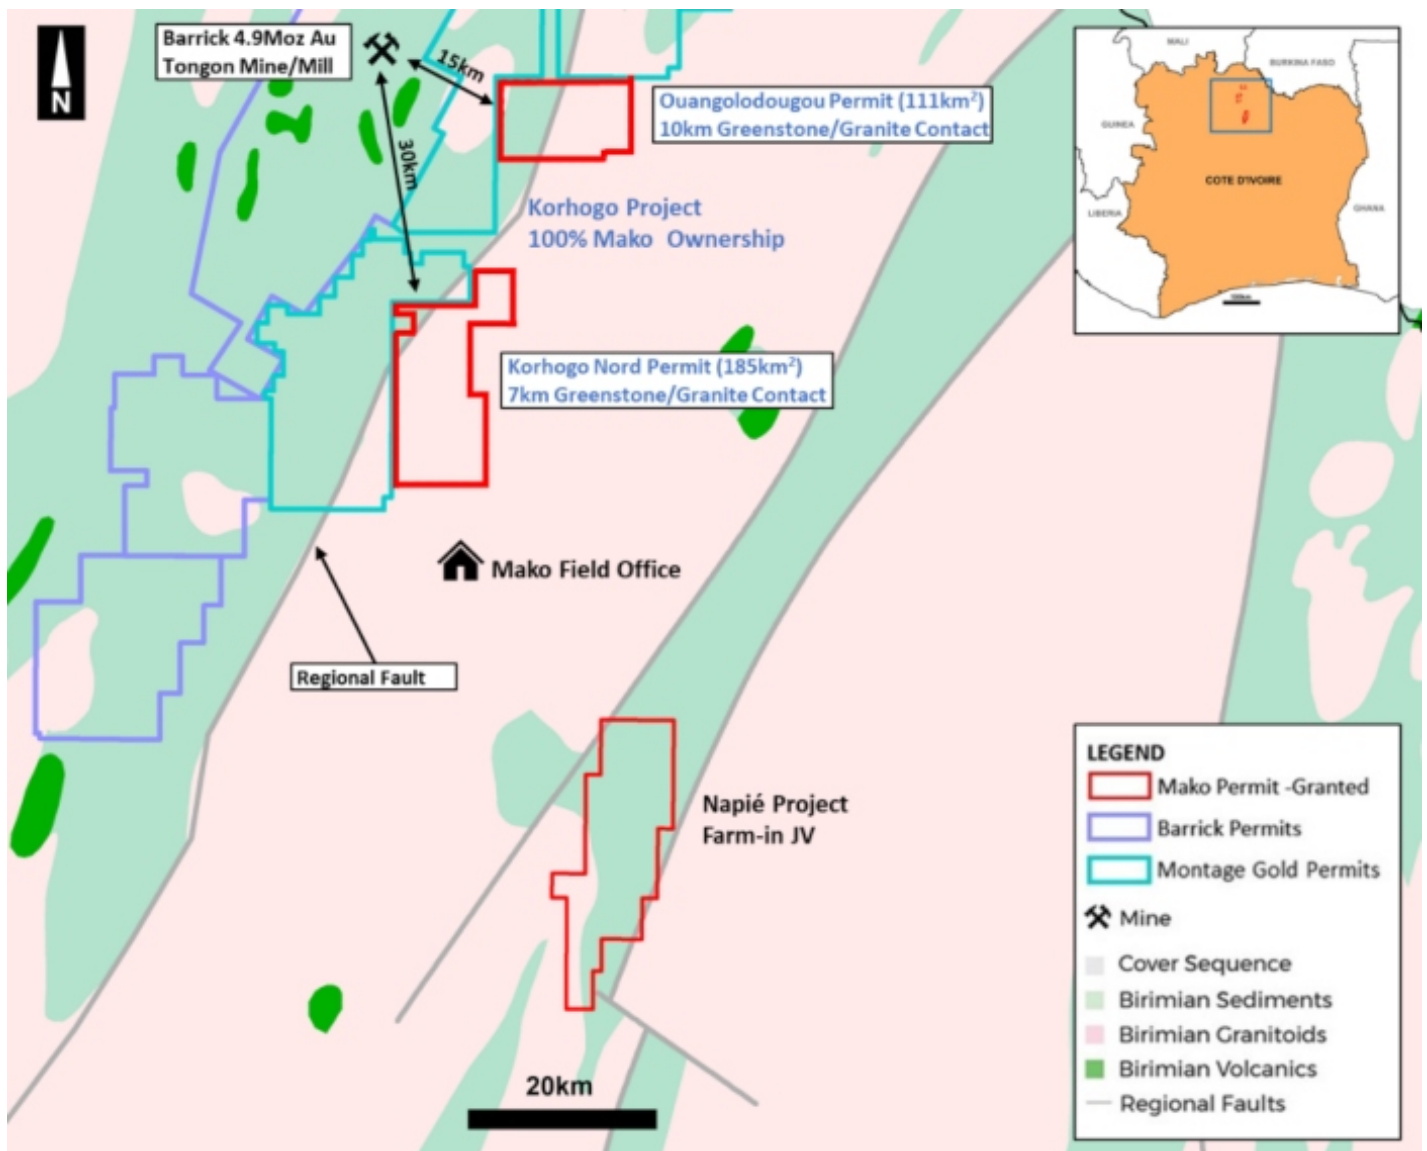 N
Barrick 4.9Moz Au
Tongon Mine/Mill
15km
30km
Ouangolodougou Permit (111km²)
10km Greenstone/Granite Contact
Korhogo Project
100% Mako Ownership
Korhogo Nord Permit (185km²)
7km Greenstone/Granite Contact
Mako Field Office
Regional Fault
Napié Project
Farm-in JV
20km
MALI
BURKINA FASO
GUINEA
COTE D'IVOIRE
LIBERIA
GHANA
100km
LEGEND
Mako Permit -Granted
Barrick Permits
Montage Gold Permits
Mine
Cover Sequence
Birimian Sediments
Birimian Granitoids
Birimian Volcanics
Regional Faults